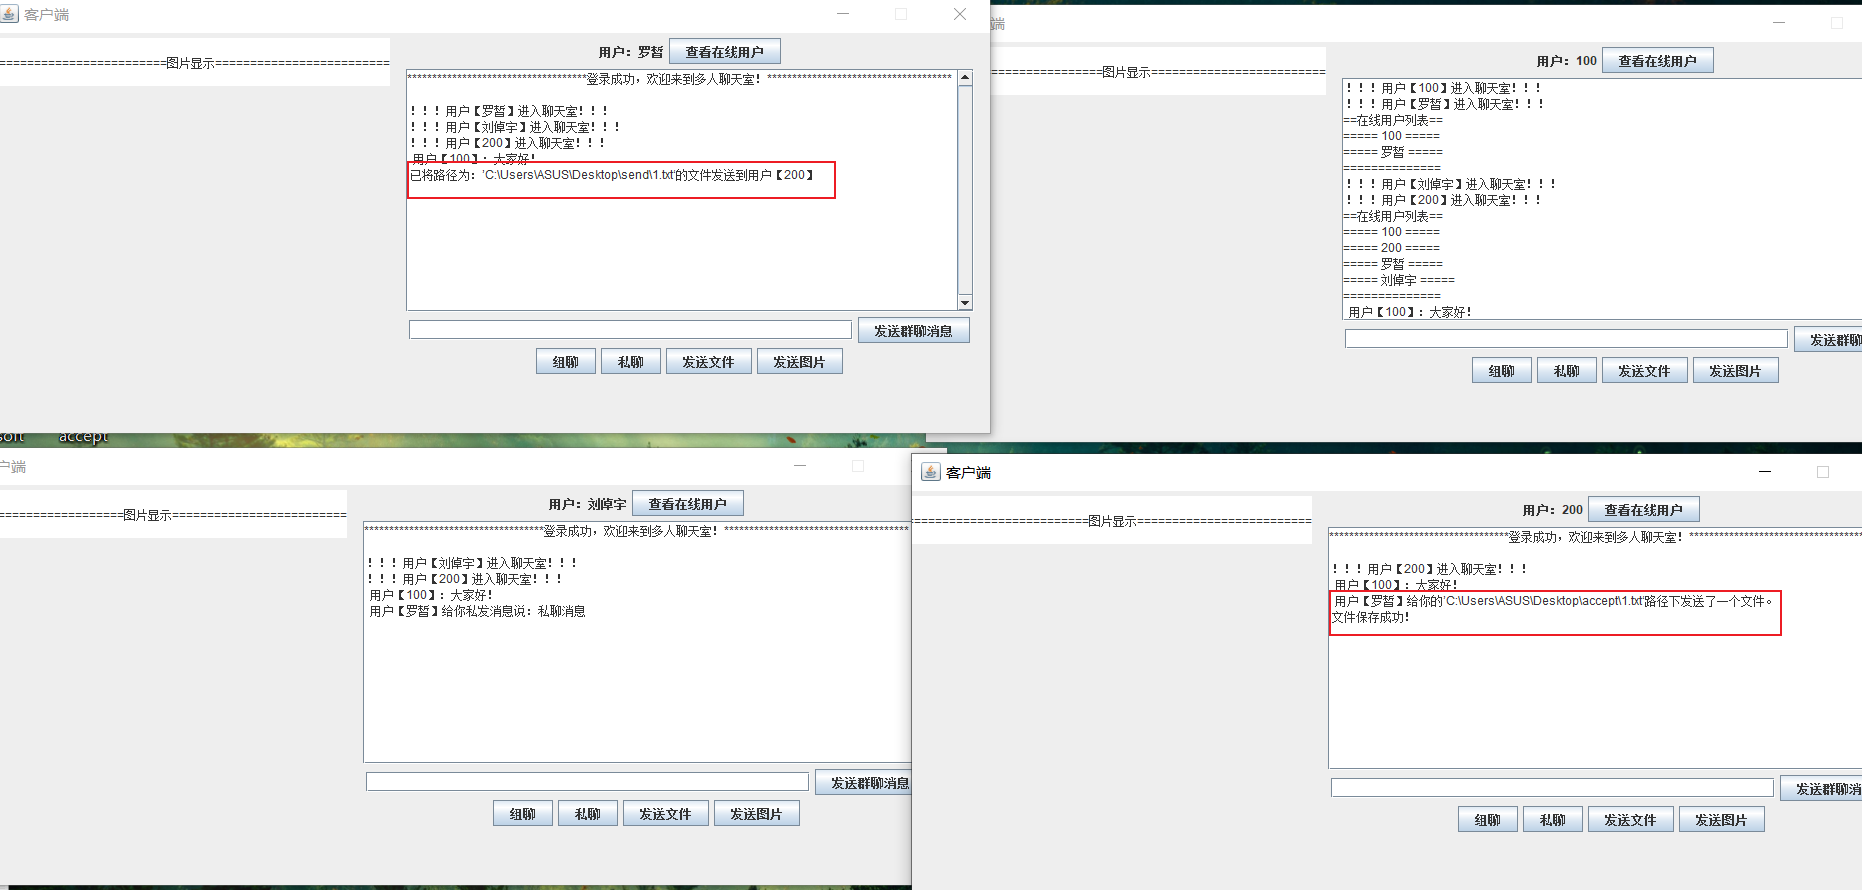 客户端
用户：罗皙 查看在线用户
========================图片显示=========================
************************************登录成功，欢迎来到多人聊天室！*************************************
！！！用户【罗皙】进入聊天室！！！
！！！用户【刘倬宇】进入聊天室！！！
！！！用户【200】进入聊天室！！！
用户【100】：大家好！
已将路径为：'C:\Users\ASUS\Desktop\send\1.txt'的文件发送到用户【200】
发送群聊消息
组聊 私聊 发送文件 发送图片
端
用户：100 查看在线用户
================图片显示=========================
！！！用户【100】进入聊天室！！！
！！！用户【罗皙】进入聊天室！！！
==在线用户列表==
===== 100 =====
===== 罗皙 =====
==============
！！！用户【刘倬宇】进入聊天室！！！
！！！用户【200】进入聊天室！！！
==在线用户列表==
===== 100 =====
===== 200 =====
===== 罗皙 =====
===== 刘倬宇 =====
==============
用户【100】：大家好！
发送群聊
组聊 私聊 发送文件 发送图片
soft accept
户端
用户：刘倬宇 查看在线用户
==================图片显示=========================
************************************登录成功，欢迎来到多人聊天室！*************************************
！！！用户【刘倬宇】进入聊天室！！！
！！！用户【200】进入聊天室！！！
用户【100】：大家好！
用户【罗皙】给你私发消息说：私聊消息
发送群聊消息
组聊 私聊 发送文件 发送图片
客户端
用户：200 查看在线用户
=========================图片显示=========================
************************************登录成功，欢迎来到多人聊天室！***********************************
！！！用户【200】进入聊天室！！！
用户【100】：大家好！
用户【罗皙】给你的'C:\Users\ASUS\Desktop\accept\1.txt'路径下发送了一个文件。
文件保存成功！
发送群聊消
组聊 私聊 发送文件 发送图片